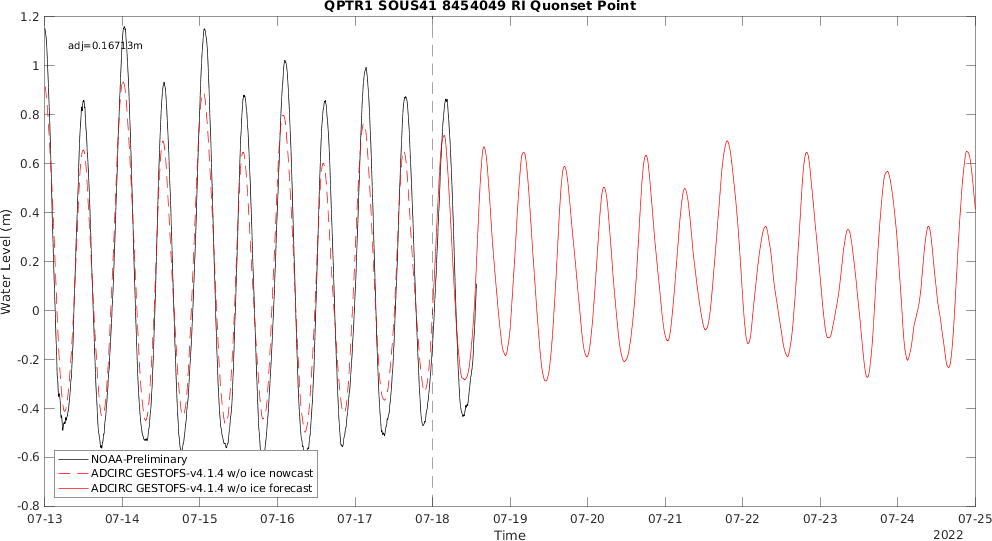 QPTR1 SOUS41 8454049 RI Quonset Point
adj=0.16713m
Water Level (m)
1.2
1
0.8
0.6
0.4
0.2
0
-0.2
-0.4
-0.6
-0.8
NOAA-Preliminary
ADCIRC GESTOFS-v4.1.4 w/o ice nowcast
ADCIRC GESTOFS-v4.1.4 w/o ice forecast
07-13 07-14 07-15 07-16 07-17 07-18 07-19 07-20 07-21 07-22 07-23 07-24 07-25
Time
2022